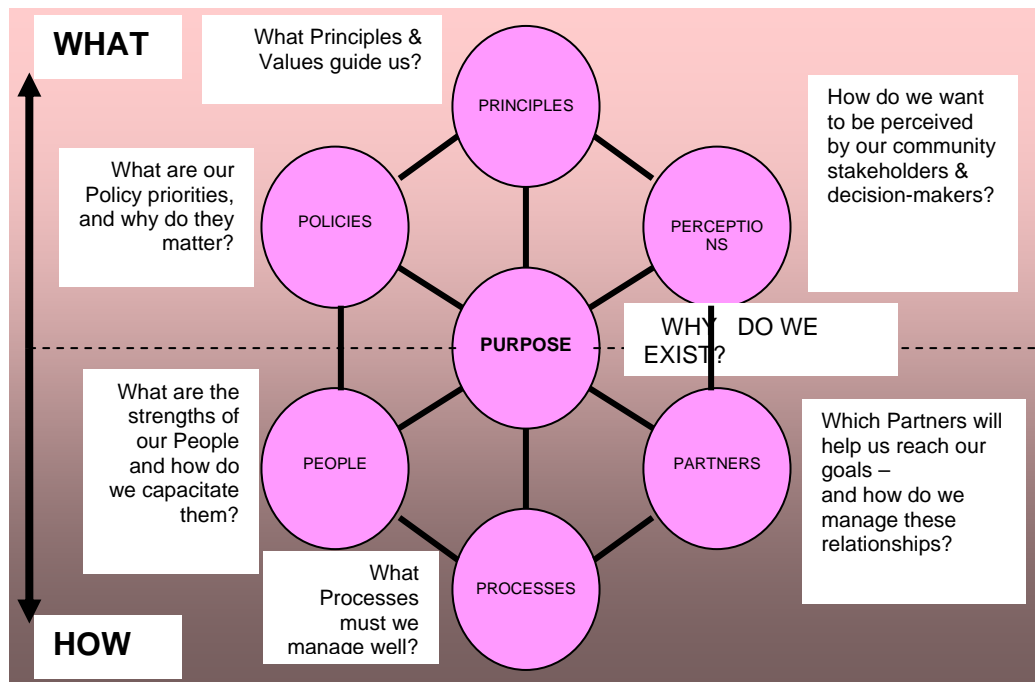 WHAT
What Principles &
Values guide us?
PRINCIPLES
How do we want
to be perceived
by our community
stakeholders &
decision-makers?
What are our
Policy priorities,
and why do they
matter?
POLICIES
PERCEPTIO
NS
PURPOSE
WHY DO WE
EXIST?
What are the
strengths of
our People
and how do
we capacitate
them?
PEOPLE
PARTNERS
Which Partners will
help us reach our
goals –
and how do we
manage these
relationships?
What
Processes
must we
manage well?
PROCESSES
HOW